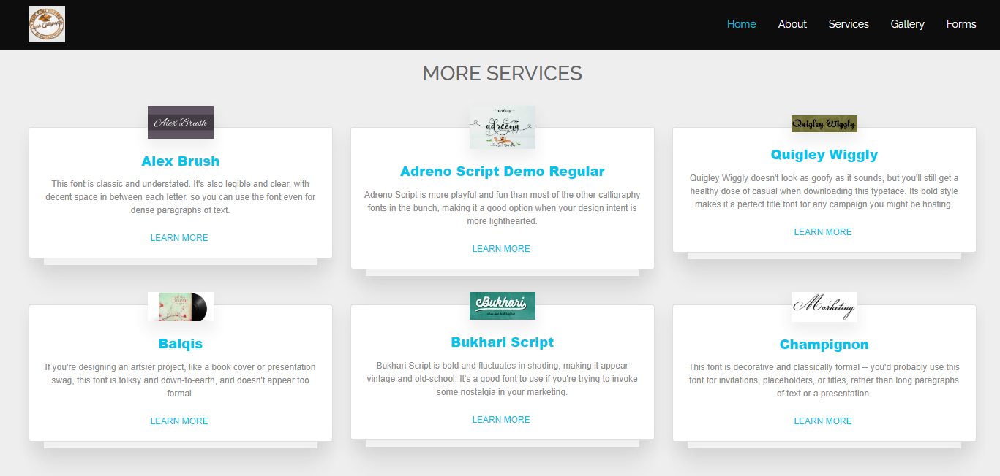 Home About Services Gallery Forms
MORE SERVICES
Alex Brush
Alex Brush
This font is classic and understated. It's also legible and clear, with
decent space in between each letter, so you can use the font even for
dense paragraphs of text.
LEARN MORE
adreena
Adreno Script Demo Regular
Adreno Script is more playful and fun than most of the other calligraphy
fonts in the bunch, making it a good option when your design intent is
more lighthearted.
LEARN MORE
Quigley Wiggly
Quigley Wiggly
Quigley Wiggly doesn't look as goofy as it sounds, but you'll still get a
healthy dose of casual when downloading this typeface. Its bold style
makes it a perfect title font for any campaign you might be hosting.
LEARN MORE
Balqis
If you're designing an artsier project, like a book cover or presentation
swag, this font is folksy and down-to-earth, and doesn't appear too
formal.
LEARN MORE
Bukhari
Bukhari Script
Bukhari Script is bold and fluctuates in shading, making it appear
vintage and old-school. It's a good font to use if you're trying to invoke
some nostalgia in your marketing.
LEARN MORE
Marketing
Champignon
This font is decorative and classically formal -- you'd probably use this
font for invitations, placeholders, or titles, rather than long paragraphs
of text or a presentation.
LEARN MORE